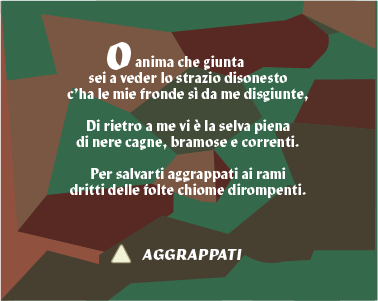 O anima che giunta
sei a veder lo strazio disonesto
c'ha le mie fronde sì da me disgiunte,
Di rietro a me vi è la selva piena
di nere cagne, bramose e correnti.
Per salvarti aggrappati ai rami
dritti delle folte chiome dirompenti.
AGGRAPPATI